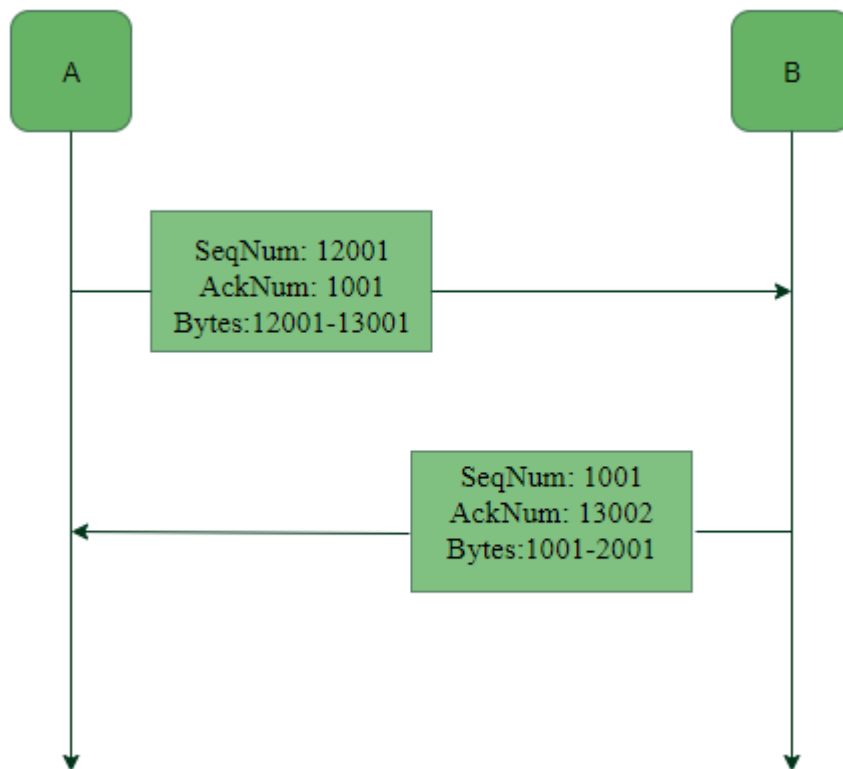 A
B
SeqNum: 12001
AckNum: 1001
Bytes:12001-13001
SeqNum: 1001
AckNum: 13002
Bytes:1001-2001